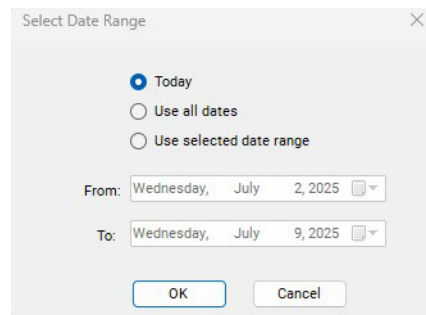 Select Date Range
Today
Use all dates
Use selected date range
From: Wednesday, July 2, 2025
To: Wednesday, July 9, 2025
OK Cancel